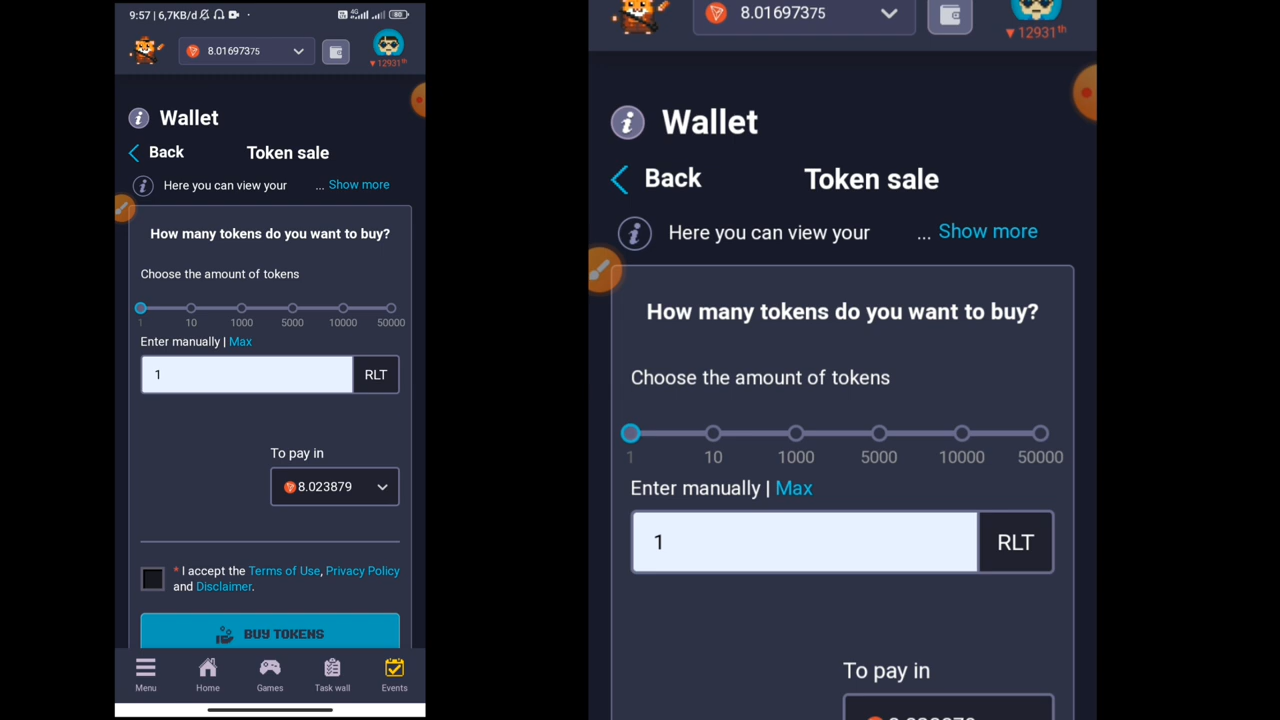 9:57 | 6,7KB/d
4G
80
8.01697375
12931th
Wallet
Back
Token sale
Here you can view your ... Show more
How many tokens do you want to buy?
Choose the amount of tokens
1 10 1000 5000 10000 50000
Enter manually | Max
1
RLT
To pay in
8.023879
* I accept the Terms of Use, Privacy Policy
and Disclaimer.
BUY TOKENS
Menu Home Games Task wall Events
8.01697375
12931th
Wallet
Back
Token sale
Here you can view your ... Show more
How many tokens do you want to buy?
Choose the amount of tokens
1 10 1000 5000 10000 50000
Enter manually | Max
1
RLT
To pay in